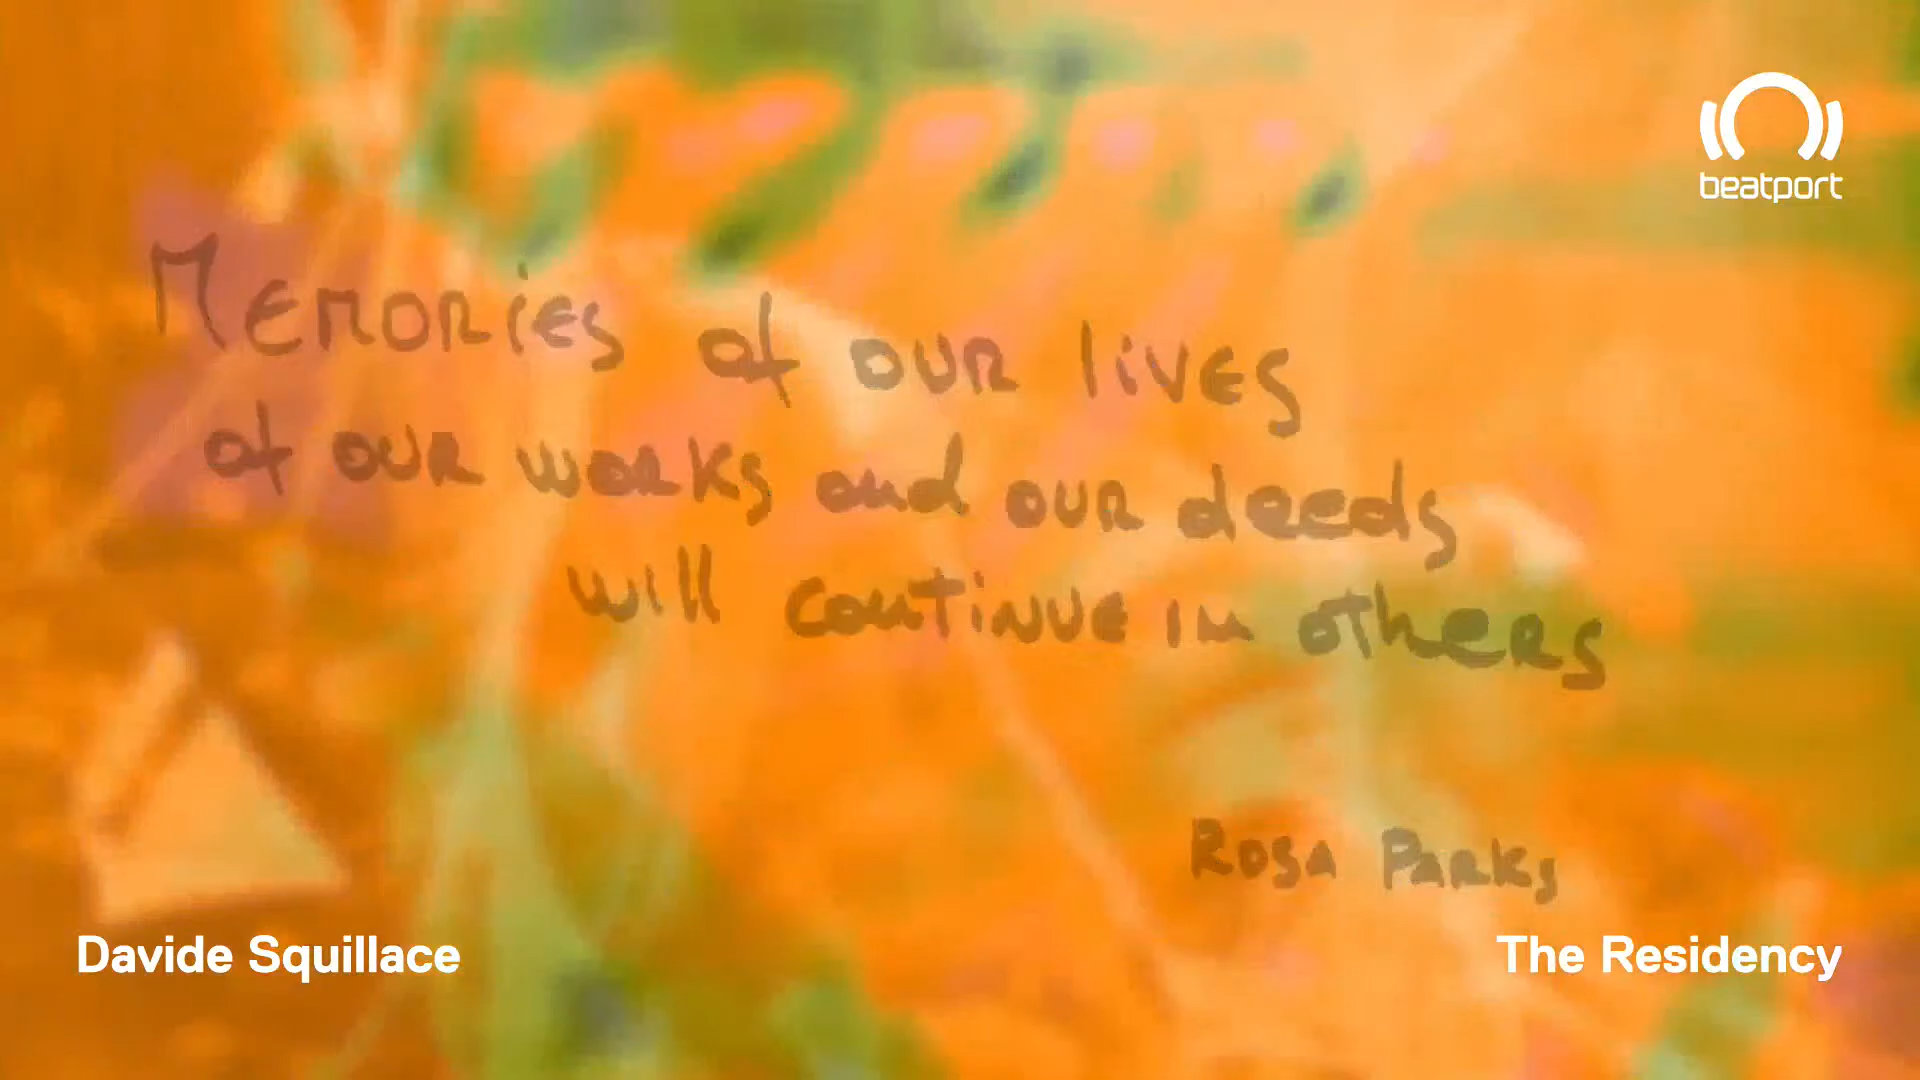 beatport
Memories of our lives
of our works and our deeds
will continue in others
Rosa Parks
Davide Squillace
The Residency